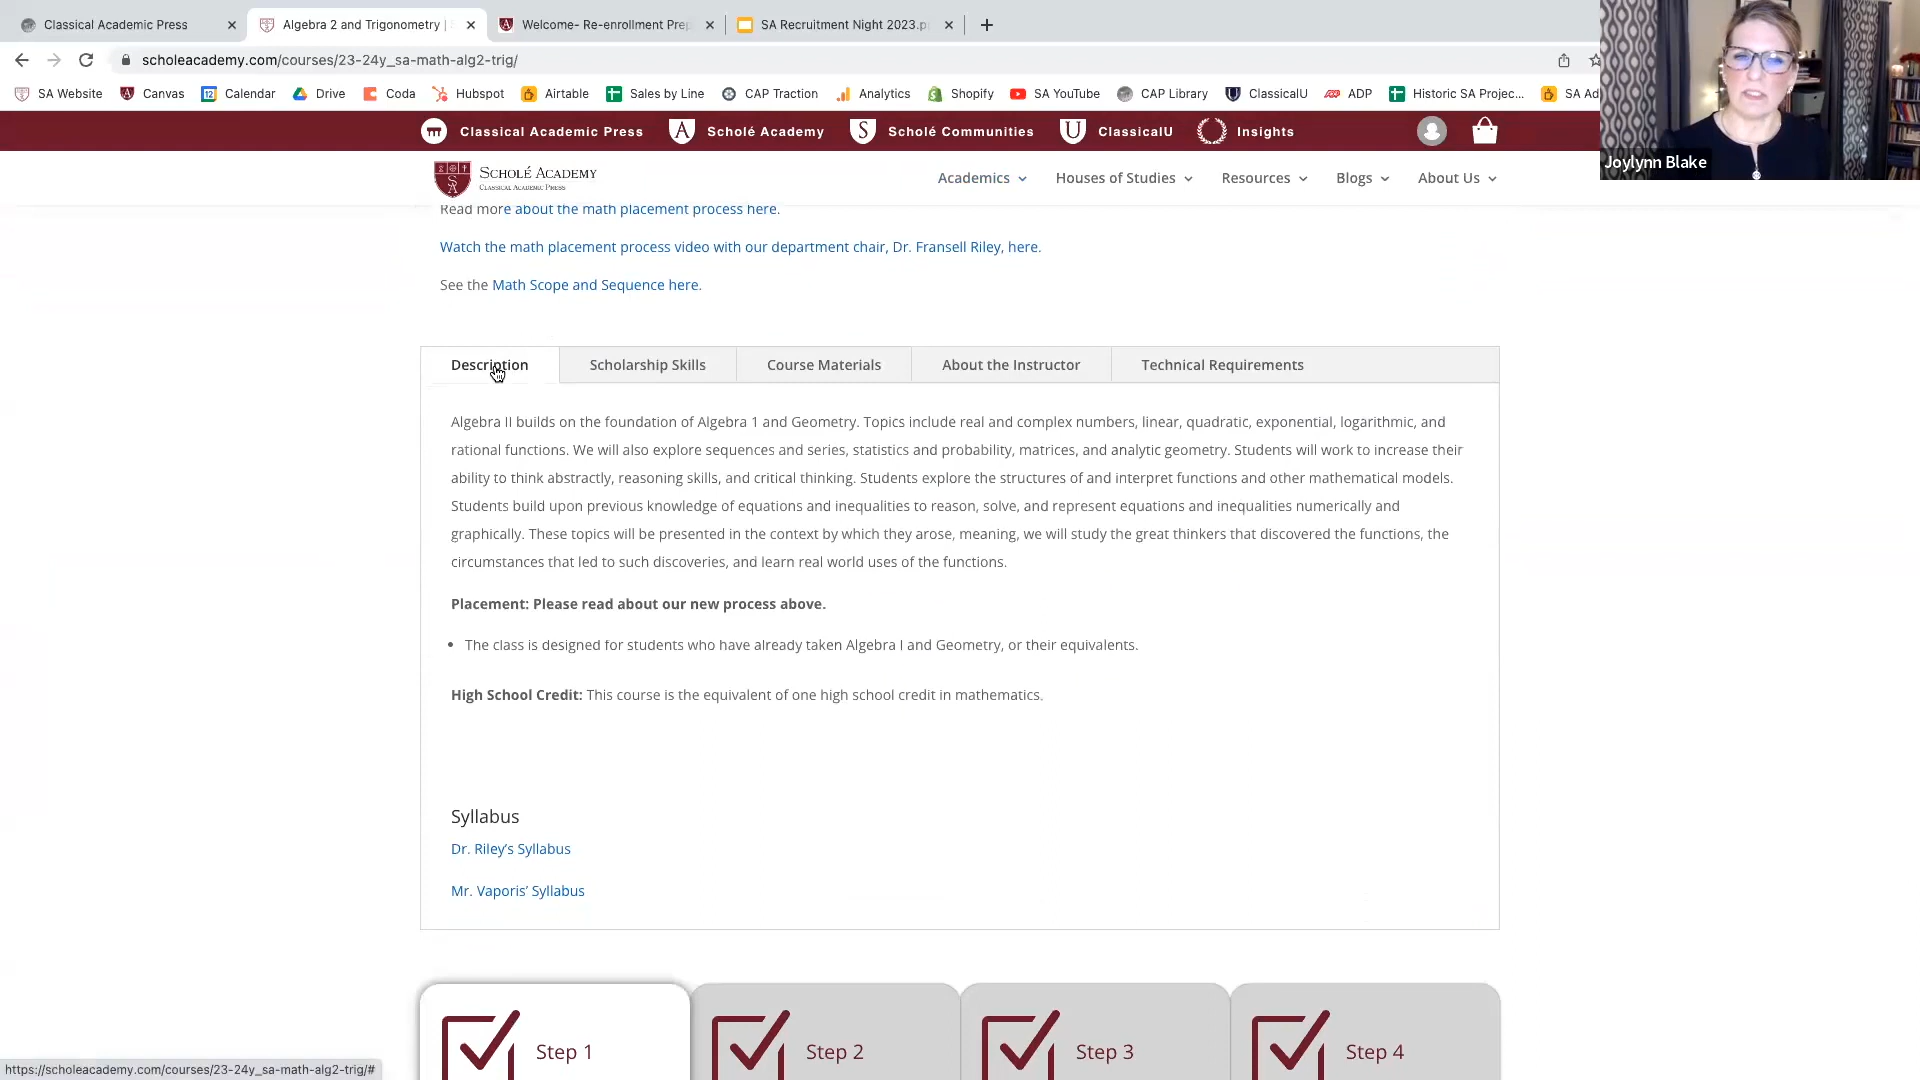 Classical Academic Press
Algebra 2 and Trigonometry |
Welcome- Re-enrollment Prep
SA Recruitment Night 2023.p
scholeacademy.com/courses/23-24y_sa-math-alg2-trig/
SA Website
Canvas
Calendar
Drive
Coda
Hubspot
Airtable
Sales by Line
CAP Traction
Analytics
Shopify
SA YouTube
CAP Library
ClassicalU
ADP
Historic SA Projec...
SA Ad
Joylynn Blake
Classical Academic Press
A
Scholé Academy
S
Scholé Communities
U
ClassicalU
Insights
SCHOLÉ ACADEMY
CLASSICAL ACADEMIC PRESS
Academics
Houses of Studies
Resources
Blogs
About Us
Read more about the math placement process here.
Watch the math placement process video with our department chair, Dr. Fransell Riley, here.
See the Math Scope and Sequence here.
Description
Scholarship Skills
Course Materials
About the Instructor
Technical Requirements
Algebra II builds on the foundation of Algebra 1 and Geometry. Topics include real and complex numbers, linear, quadratic, exponential, logarithmic, and
rational functions. We will also explore sequences and series, statistics and probability, matrices, and analytic geometry. Students will work to increase their
ability to think abstractly, reasoning skills, and critical thinking. Students explore the structures of and interpret functions and other mathematical models.
Students build upon previous knowledge of equations and inequalities to reason, solve, and represent equations and inequalities numerically and
graphically. These topics will be presented in the context by which they arose, meaning, we will study the great thinkers that discovered the functions, the
circumstances that led to such discoveries, and learn real world uses of the functions.
Placement: Please read about our new process above.
• The class is designed for students who have already taken Algebra I and Geometry, or their equivalents.
High School Credit: This course is the equivalent of one high school credit in mathematics.
Syllabus
Dr. Riley's Syllabus
Mr. Vaporis' Syllabus
Step 1
Step 2
Step 3
Step 4
https://scholeacademy.com/courses/23-24y_sa-math-alg2-trig/#